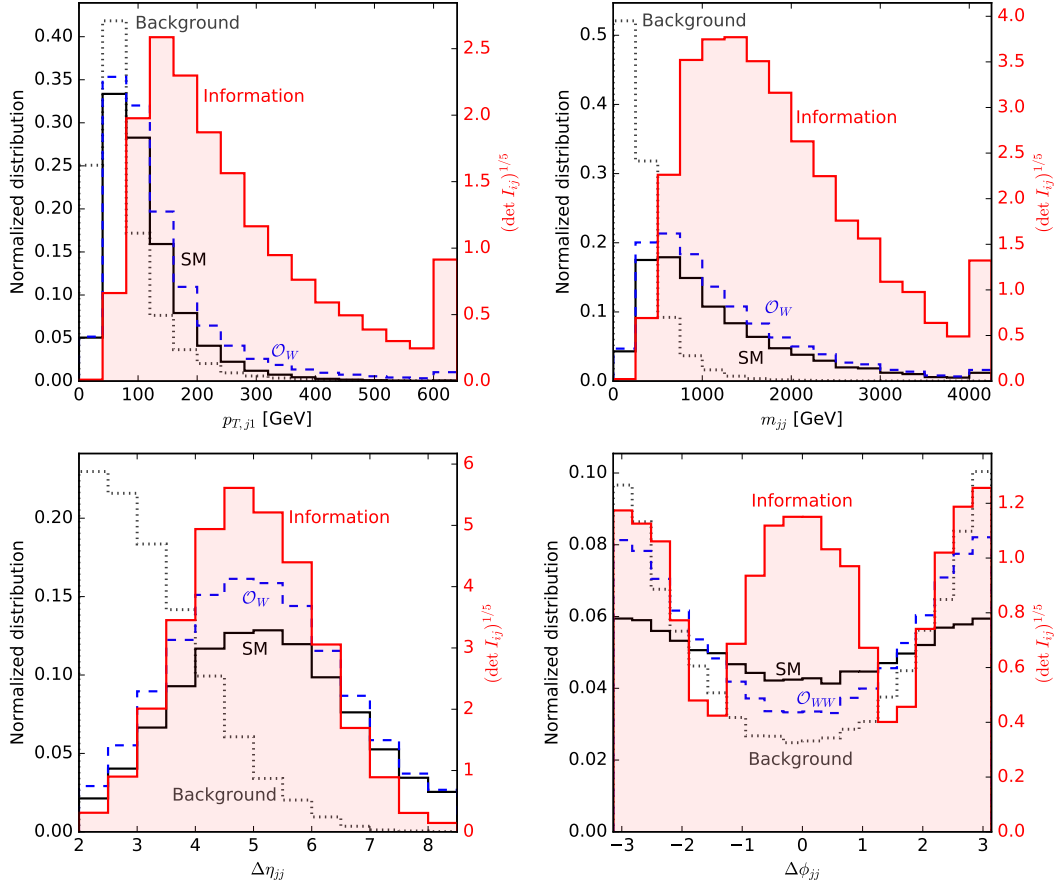 Background
Information
SM
𝒪_W
0.00 0.05 0.10 0.15 0.20 0.25 0.30 0.35 0.40
Normalized distribution
0.0 0.5 1.0 1.5 2.0 2.5
(det I_{ij})^{1/5}
0 100 200 300 400 500 600
p_{T,j1} [GeV]
Background
Information
𝒪_W
SM
0.0 0.1 0.2 0.3 0.4 0.5
Normalized distribution
0.0 0.5 1.0 1.5 2.0 2.5 3.0 3.5 4.0
(det I_{ij})^{1/5}
0 1000 2000 3000 4000
m_{jj} [GeV]
Information
𝒪_W
SM
Background
0.00 0.05 0.10 0.15 0.20
Normalized distribution
0 1 2 3 4 5 6
(det I_{ij})^{1/5}
2 3 4 5 6 7 8
Δη_{jj}
Information
SM
𝒪_{WW}
Background
0.00 0.02 0.04 0.06 0.08 0.10
Normalized distribution
0.0 0.2 0.4 0.6 0.8 1.0 1.2
(det I_{ij})^{1/5}
−3 −2 −1 0 1 2 3
Δϕ_{jj}